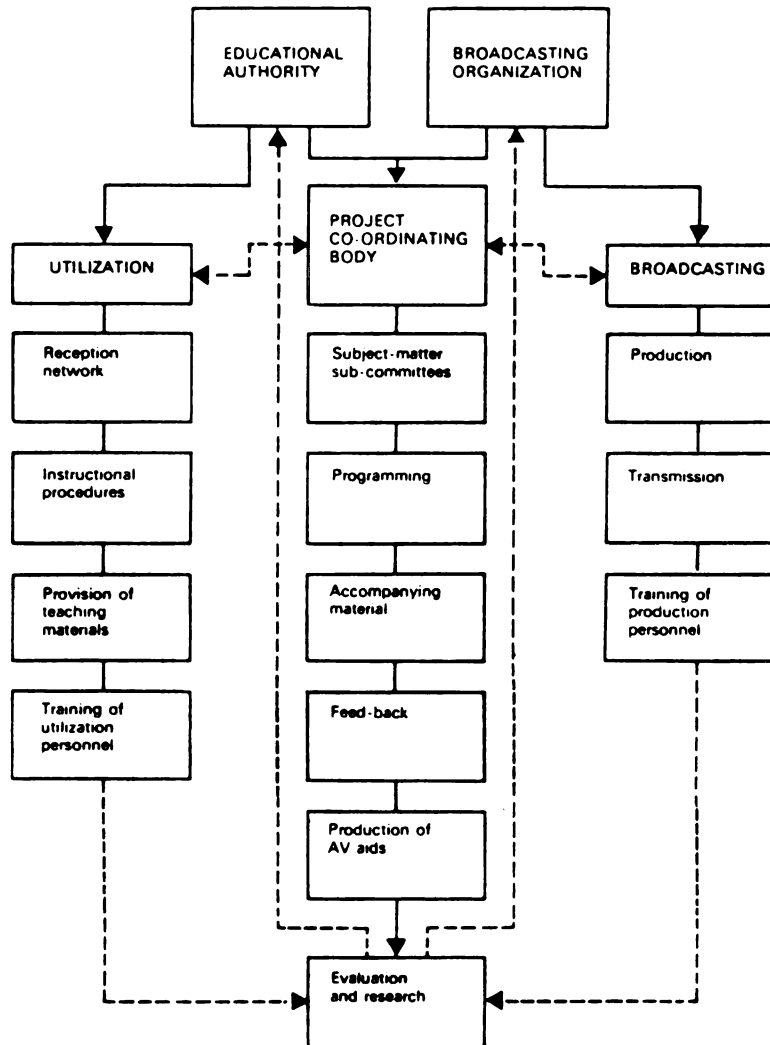 EDUCATIONAL
AUTHORITY
BROADCASTING
ORGANIZATION
PROJECT
CO-ORDINATING
BODY
UTILIZATION
BROADCASTING
Reception
network
Subject-matter
sub-committees
Production
Instructional
procedures
Programming
Transmission
Provision of
teaching
materials
Accompanying
material
Training of
production
personnel
Training of
utilization
personnel
Feed-back
Production of
AV aids
Evaluation
and research